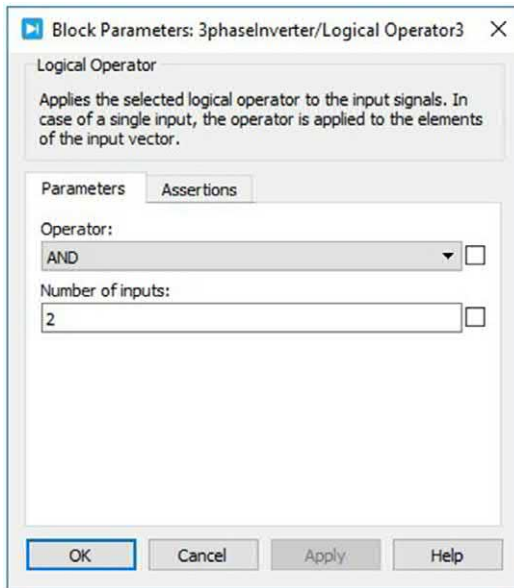 Block Parameters: 3phaseInverter/Logical Operator3
Logical Operator
Applies the selected logical operator to the input signals. In
case of a single input, the operator is applied to the elements
of the input vector.
Parameters
Assertions
Operator:
AND
Number of inputs:
2
OK
Cancel
Apply
Help